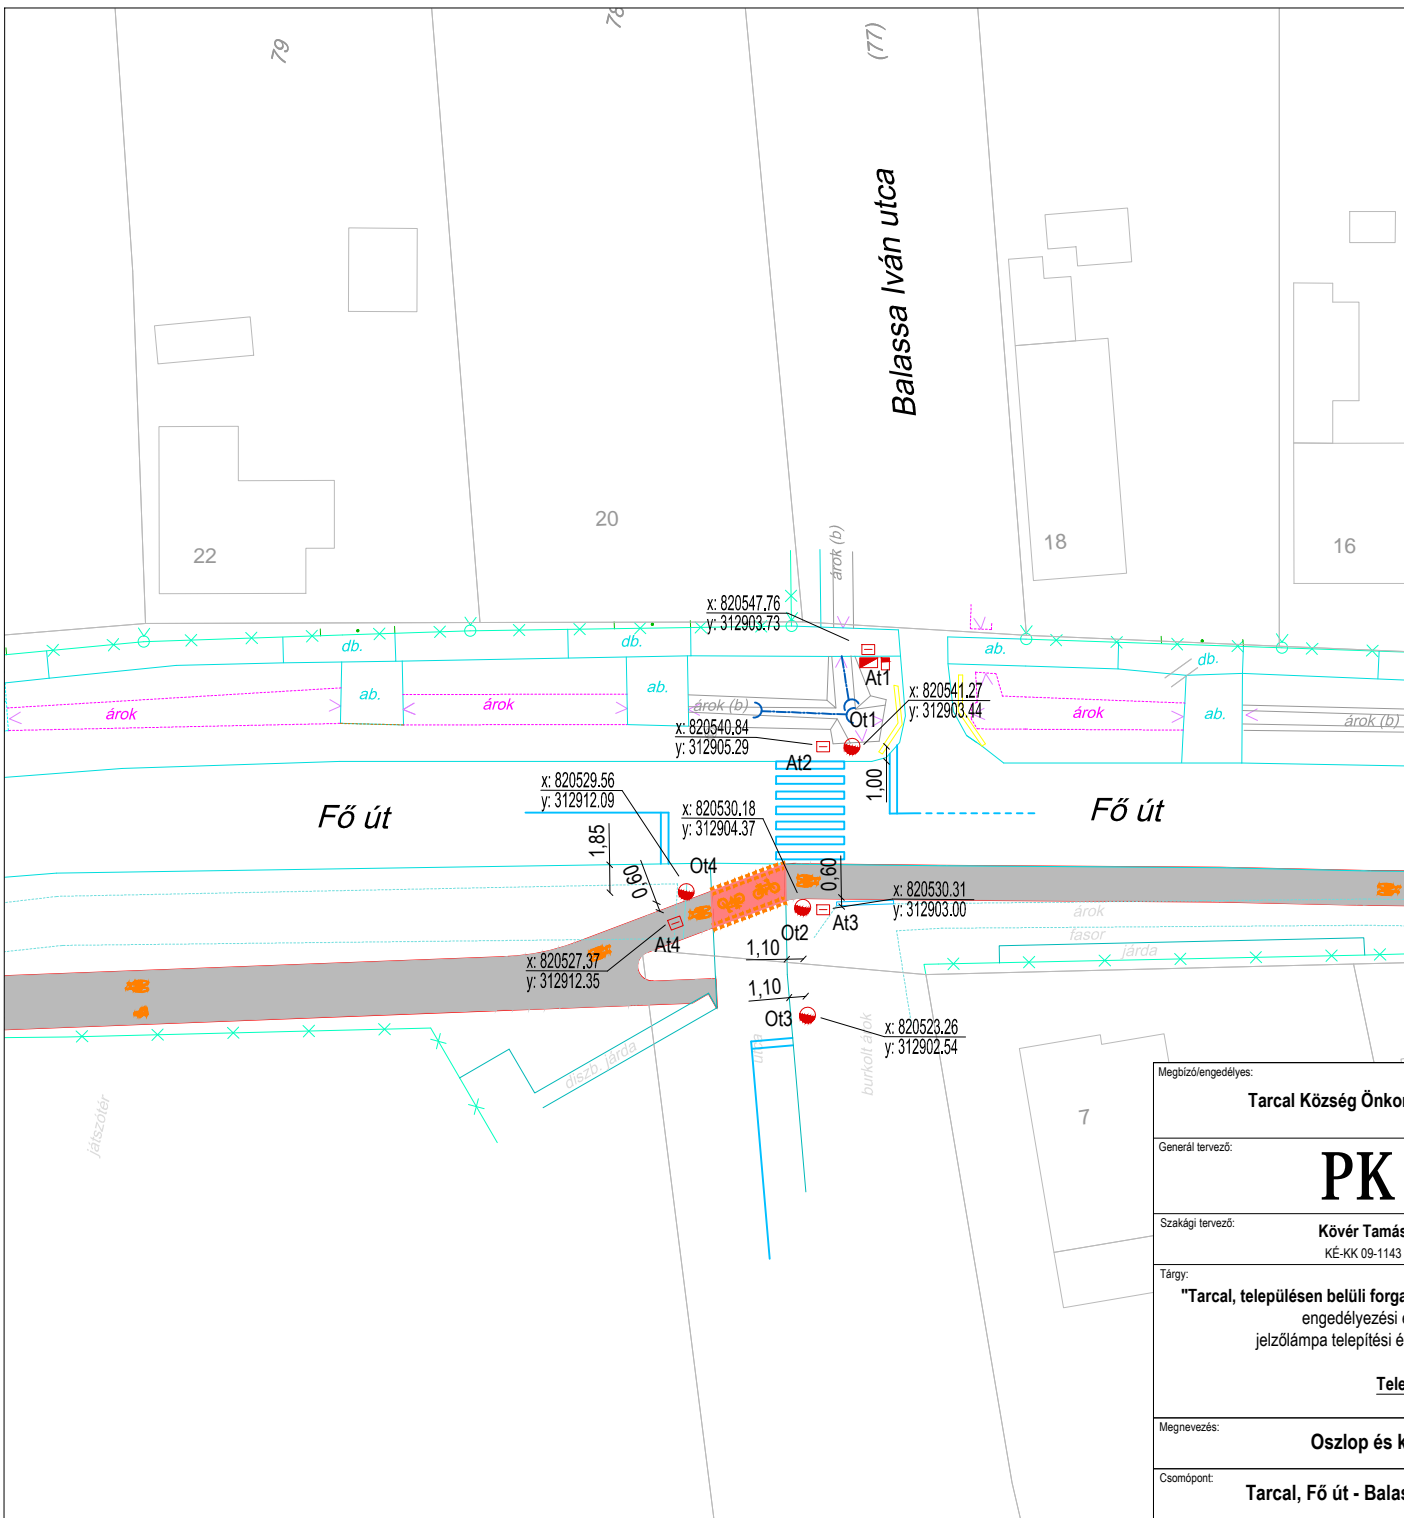 79
78
(77)
Balassa Iván utca
22
20
18
16
árok (b)
x: 820547.76
y: 312903.73
db.
db.
ab.
db.
At1
ab.
ab.
ab.
árok
árok
árok (b)
árok
árok (b)
x: 820541.27
y: 312903.44
Ot1
x: 820540.84
y: 312905.29
At2
1,00
x: 820529.56
y: 312912.09
Fő út
Fő út
x: 820530.18
y: 312904.37
1,85
0,60
Ot4
0,60
x: 820530.31
y: 312903.00
At4
Ot2
At3
árok
fasor
járda
1,10
x: 820527.37
y: 312912.35
1,10
Ot3
x: 820523.26
y: 312902.54
utca
burkolt árok
díszb. járda
játszótér
7
Megbízó/engedélyes:
Tarcal Község Önkor
Generál tervező:
PK
Szakági tervező:
Kövér Tamás
KÉ-KK 09-1143
Tárgy:
"Tarcal, településen belüli forga
engedélyezési
jelzőlámpa telepítési é
Tele
Megnevezés:
Oszlop és k
Csomópont:
Tarcal, Fő út - Balas